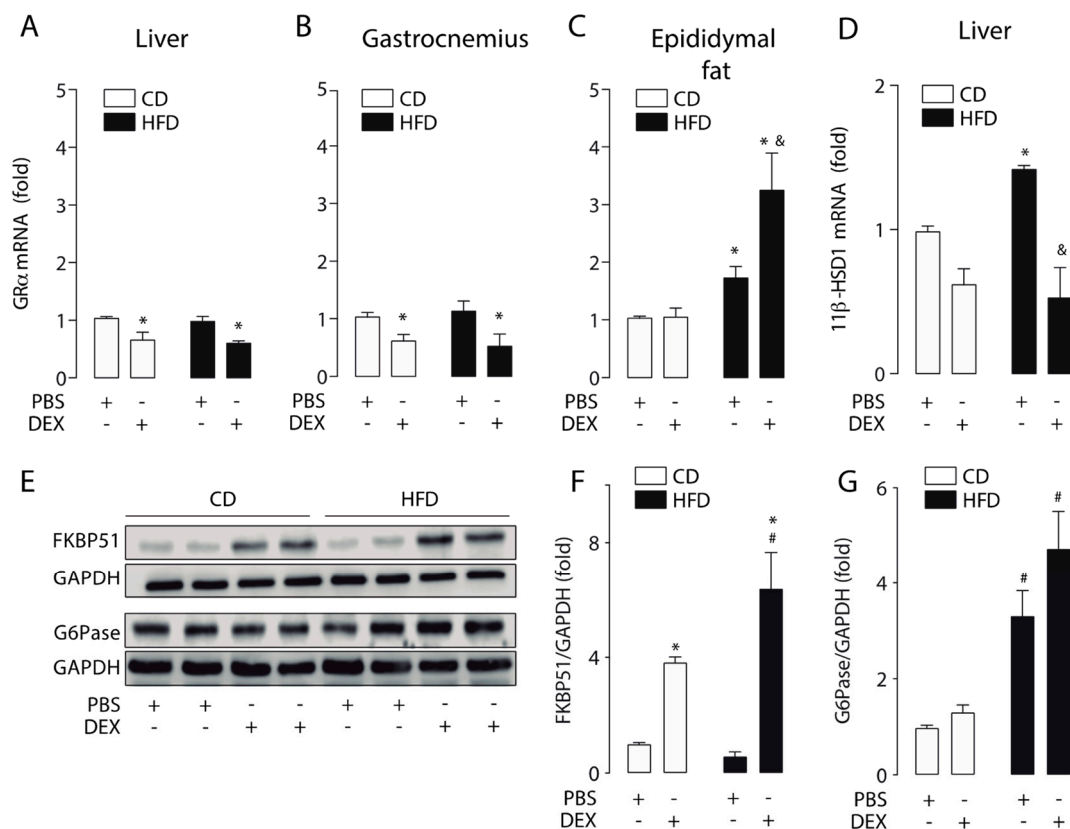 A
Liver
GRα mRNA (fold)
5
4
3
2
1
0
CD
HFD
*
*
PBS + - + -
DEX - + - +
B
Gastrocnemius
5
4
3
2
1
0
CD
HFD
*
*
+ - + -
- + - +
C
Epididymal
fat
5
4
3
2
1
0
CD
HFD
*
* &
PBS + - + -
DEX - + - +
D
Liver
11β-HSD1 mRNA (fold)
2
1
0
CD
HFD
*
&
PBS + - + -
DEX - + - +
E
CD HFD
FKBP51
GAPDH
G6Pase
GAPDH
PBS + + - - + + - -
DEX - - + + - - + +
F
FKBP51/GAPDH (fold)
8
4
0
CD
HFD
*
*
#
PBS + - + -
DEX - + - +
G
G6Pase/GAPDH (fold)
6
4
2
0
CD
HFD
#
#
PBS + - + -
DEX - + - +